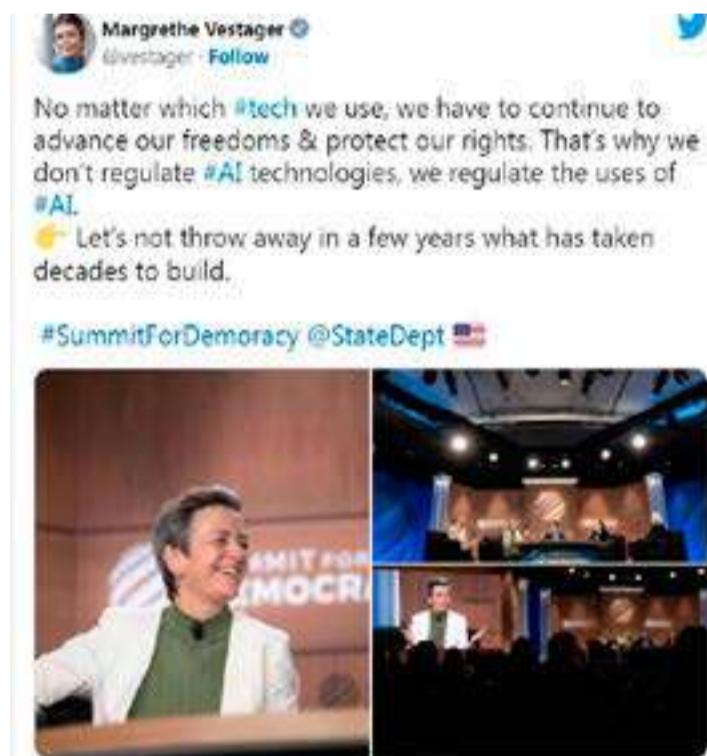 Margrethe Vestager
@vestager · Follow
No matter which #tech we use, we have to continue to
advance our freedoms & protect our rights. That's why we
don't regulate #AI technologies, we regulate the uses of
#AI.
👉 Let's not throw away in a few years what has taken
decades to build.
#SummitForDemoracy @StateDept 🇺🇸
MIT FOR
MOCRA